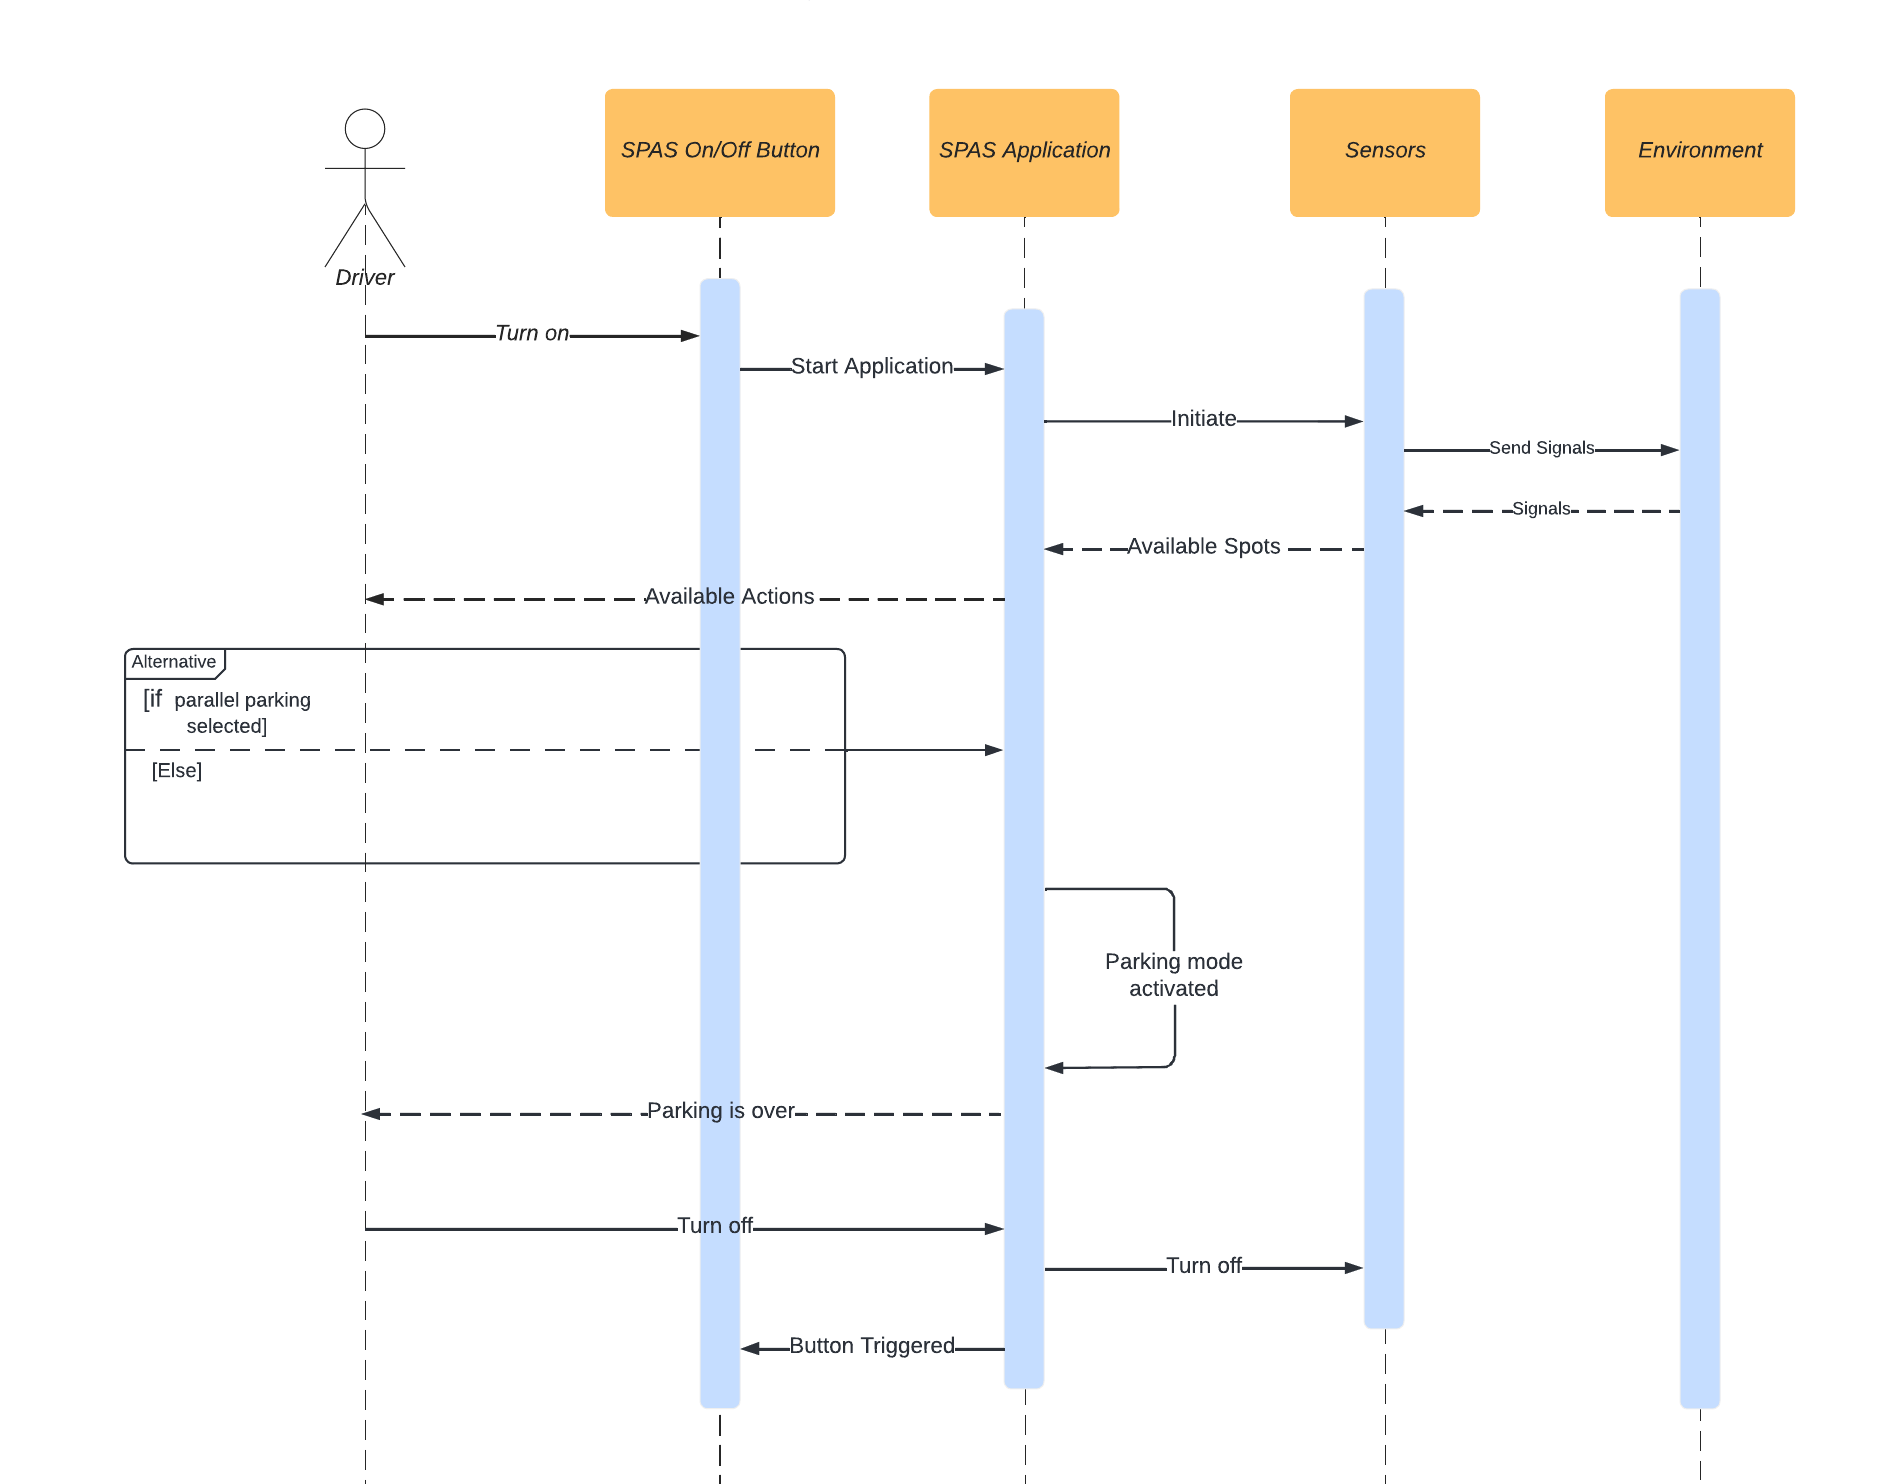 SPAS On/Off Button
SPAS Application
Sensors
Environment
Driver
Turn on
Start Application
Initiate
Send Signals
Signals
Available Spots
Available Actions
Alternative
[if parallel parking
selected]
[Else]
Parking mode
activated
Parking is over
Turn off
Turn off
Button Triggered